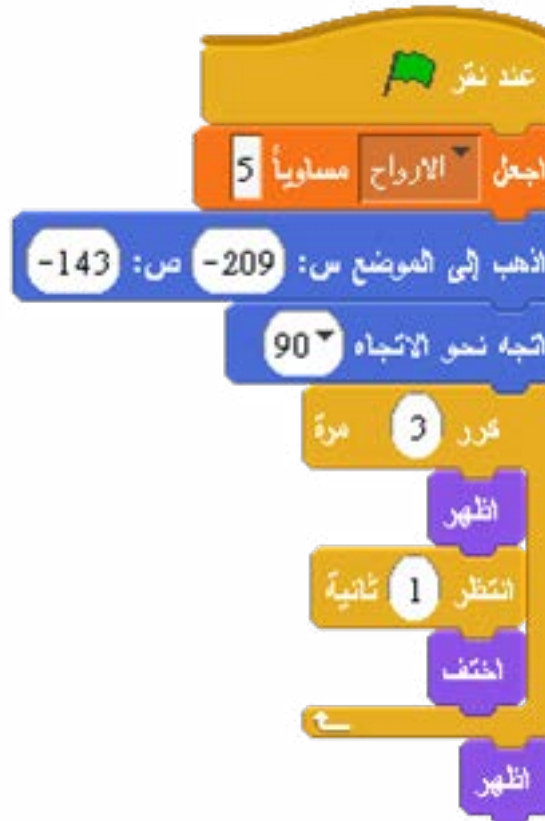 عند نقر
اجعل الارواح مساوياً 5
اذهب إلى الموضع س: -209 ص: -143
اتجه نحو الاتجاه 90
كرر 3 مرة
اظهر
انتظر 1 ثانية
اختف
اظهر